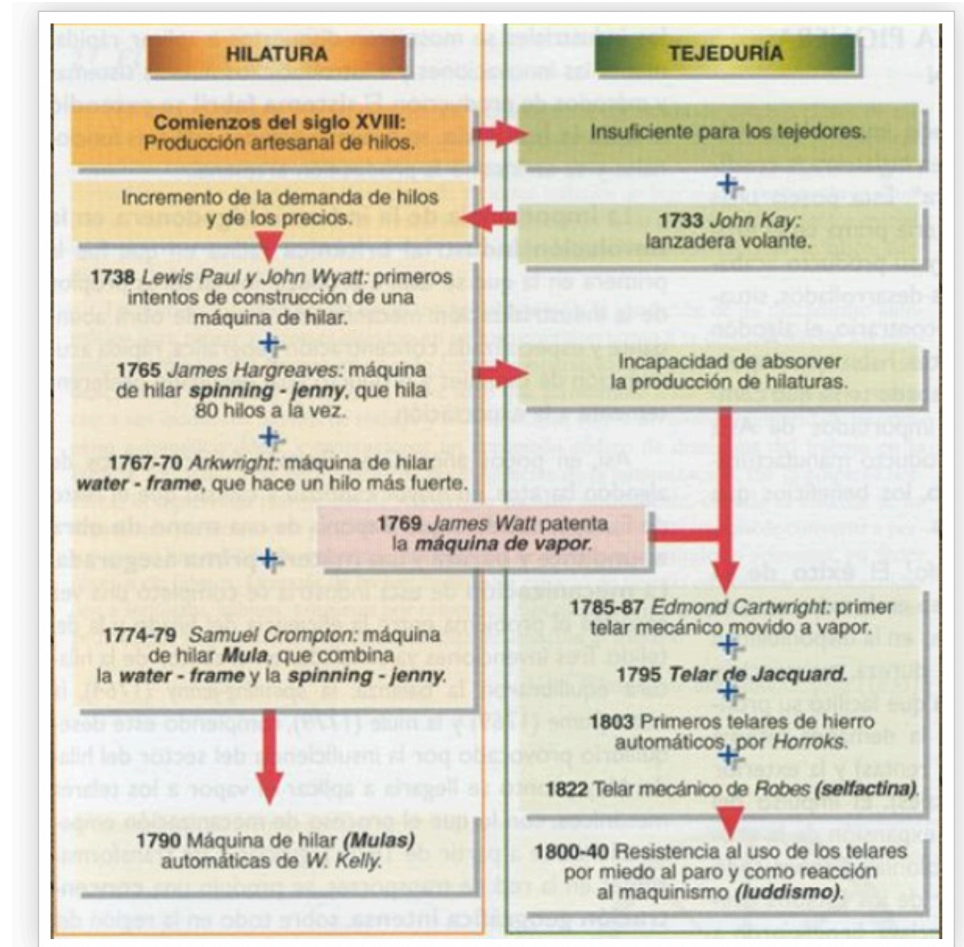 HILATURA
TEJEDURÍA
Comienzos del siglo XVIII:
Producción artesanal de hilos.
Insuficiente para los tejedores.
Incremento de la demanda de hilos
y de los precios.
1733 John Kay:
lanzadera volante.
1738 Lewis Paul y John Wyatt: primeros
intentos de construcción de una
máquina de hilar.
1765 James Hargreaves: máquina
de hilar spinning - jenny, que hila
80 hilos a la vez.
Incapacidad de absorver
la producción de hilaturas.
1767-70 Arkwright: máquina de hilar
water - frame, que hace un hilo más fuerte.
1769 James Watt patenta
la máquina de vapor.
1774-79 Samuel Crompton: máquina
de hilar Mula, que combina
la water - frame y la spinning - jenny.
1785-87 Edmond Cartwright: primer
telar mecánico movido a vapor.
1795 Telar de Jacquard.
1803 Primeros telares de hierro
automáticos, por Horroks.
1822 Telar mecánico de Robes (selfactina).
1790 Máquina de hilar (Mulas)
automáticas de W. Kelly.
1800-40 Resistencia al uso de los telares
por miedo al paro y como reacción
al maquinismo (luddismo).